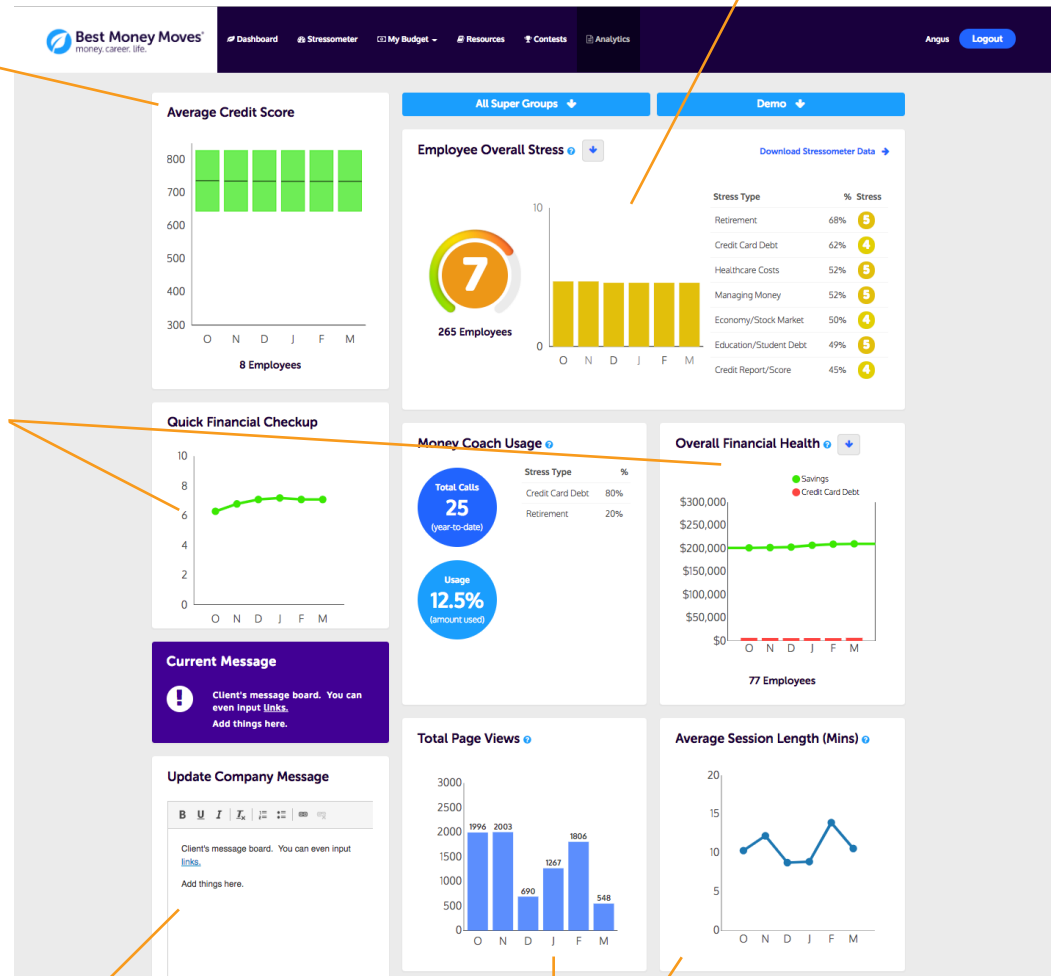 Best Money Moves®
money. career. life.
Dashboard
Stressometer
My Budget
Resources
Contests
Analytics
Angus
Logout
Average Credit Score
800
700
600
500
400
300
O N D J F M
8 Employees
All Super Groups
Demo
Employee Overall Stress ?
Download Stressometer Data
7
265 Employees
10
0
O N D J F M
Stress Type % Stress
Retirement 68% 5
Credit Card Debt 62% 4
Healthcare Costs 52% 5
Managing Money 52% 5
Economy/Stock Market 50% 4
Education/Student Debt 49% 5
Credit Report/Score 45% 4
Quick Financial Checkup
10
8
6
4
2
0
O N D J F M
Money Coach Usage ?
Total Calls
25
(year-to-date)
Usage
12.5%
(amount used)
Stress Type %
Credit Card Debt 80%
Retirement 20%
Overall Financial Health ?
Savings
Credit Card Debt
$300,000
$250,000
$200,000
$150,000
$100,000
$50,000
$0
O N D J F M
77 Employees
Current Message
!
Client's message board. You can
even input links.
Add things here.
Update Company Message
B U I Tx
Client's message board. You can even input
links.
Add things here.
Total Page Views ?
3000
2500
2000
1500
1000
500
0
1996 2003 690 1267 1806 548
O N D J F M
Average Session Length (Mins) ?
20
15
10
5
0
O N D J F M